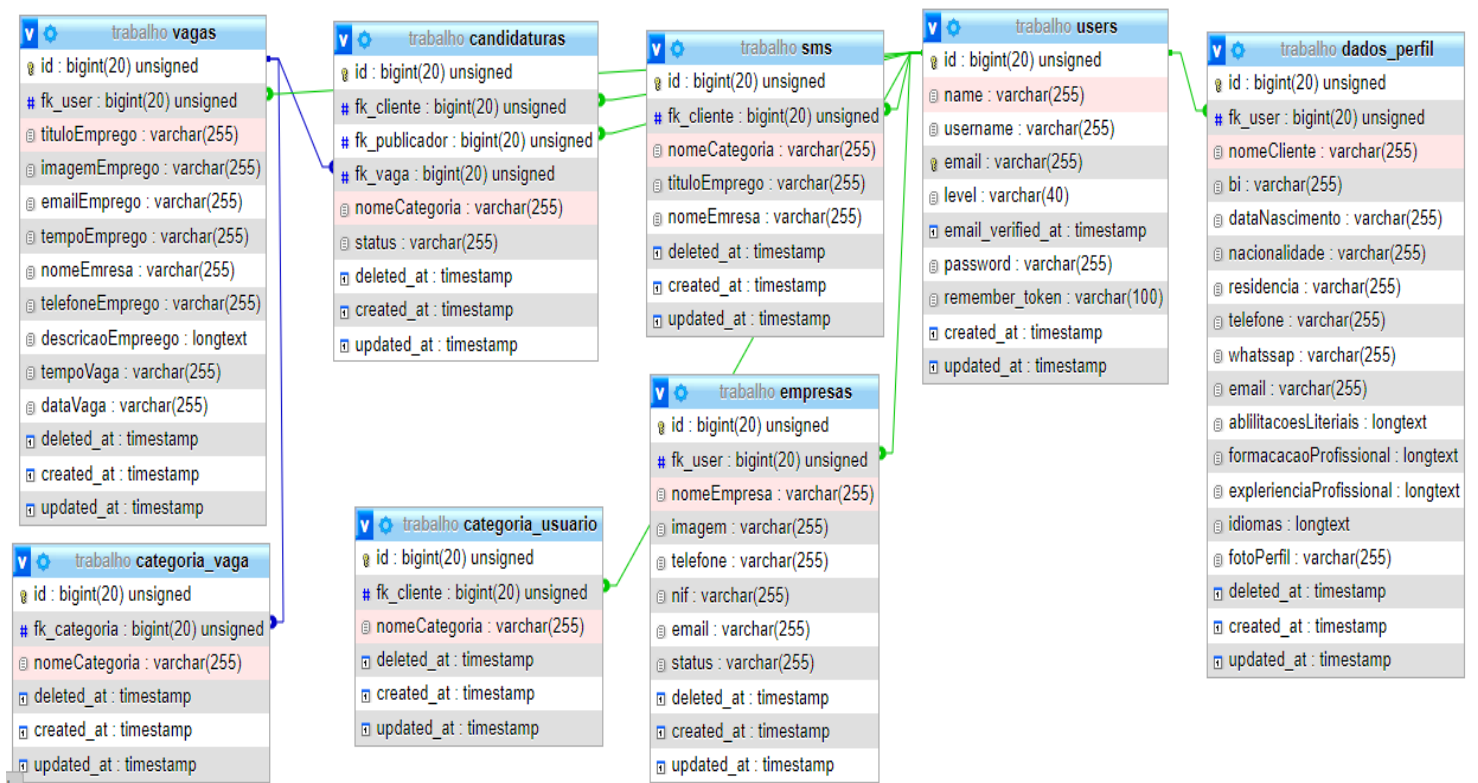 trabalho vagas
id : bigint(20) unsigned
fk_user : bigint(20) unsigned
tituloEmprego : varchar(255)
imagemEmprego : varchar(255)
emailEmprego : varchar(255)
tempoEmprego : varchar(255)
nomeEmresa : varchar(255)
telefoneEmprego : varchar(255)
descricaoEmpreego : longtext
tempoVaga : varchar(255)
dataVaga : varchar(255)
deleted_at : timestamp
created_at : timestamp
updated_at : timestamp
trabalho categoria_vaga
id : bigint(20) unsigned
fk_categoria : bigint(20) unsigned
nomeCategoria : varchar(255)
deleted_at : timestamp
created_at : timestamp
updated_at : timestamp
trabalho candidaturas
id : bigint(20) unsigned
fk_cliente : bigint(20) unsigned
fk_publicador : bigint(20) unsigned
fk_vaga : bigint(20) unsigned
nomeCategoria : varchar(255)
status : varchar(255)
deleted_at : timestamp
created_at : timestamp
updated_at : timestamp
trabalho categoria_usuario
id : bigint(20) unsigned
fk_cliente : bigint(20) unsigned
nomeCategoria : varchar(255)
deleted_at : timestamp
created_at : timestamp
updated_at : timestamp
trabalho sms
id : bigint(20) unsigned
fk_cliente : bigint(20) unsigned
nomeCategoria : varchar(255)
tituloEmprego : varchar(255)
nomeEmresa : varchar(255)
deleted_at : timestamp
created_at : timestamp
updated_at : timestamp
trabalho empresas
id : bigint(20) unsigned
fk_user : bigint(20) unsigned
nomeEmpresa : varchar(255)
imagem : varchar(255)
telefone : varchar(255)
nif : varchar(255)
email : varchar(255)
status : varchar(255)
deleted_at : timestamp
created_at : timestamp
updated_at : timestamp
trabalho users
id : bigint(20) unsigned
name : varchar(255)
username : varchar(255)
email : varchar(255)
level : varchar(40)
email_verified_at : timestamp
password : varchar(255)
remember_token : varchar(100)
created_at : timestamp
updated_at : timestamp
trabalho dados_perfil
id : bigint(20) unsigned
fk_user : bigint(20) unsigned
nomeCliente : varchar(255)
bi : varchar(255)
dataNascimento : varchar(255)
nacionalidade : varchar(255)
residencia : varchar(255)
telefone : varchar(255)
whatssap : varchar(255)
email : varchar(255)
ablilitacoesLiteriais : longtext
formacacaoProfissional : longtext
explerienciaProfissional : longtext
idiomas : longtext
fotoPerfil : varchar(255)
deleted_at : timestamp
created_at : timestamp
updated_at : timestamp